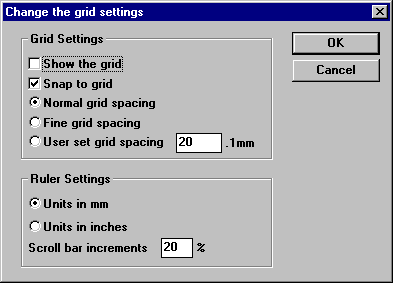 Change the grid settings
Grid Settings
Show the grid
Snap to grid
Normal grid spacing
Fine grid spacing
User set grid spacing 20 .1mm
OK
Cancel
Ruler Settings
Units in mm
Units in inches
Scroll bar increments 20 %